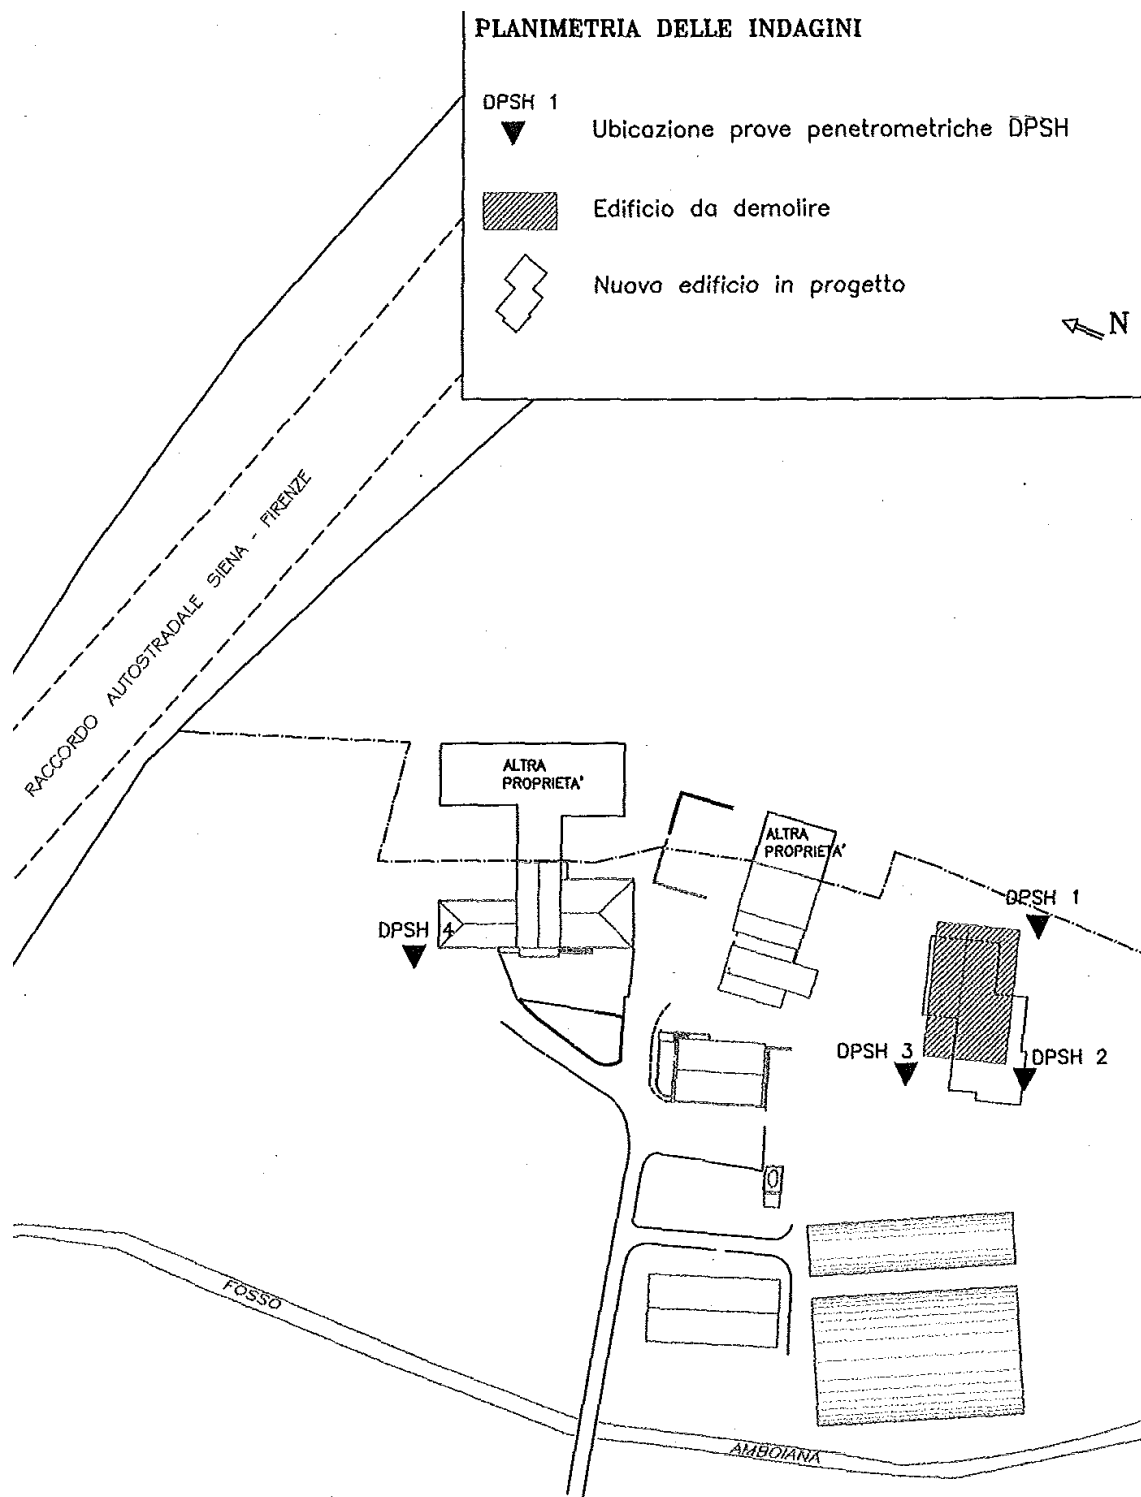 PLANIMETRIA DELLE INDAGINI
DPSH 1
Ubicazione prove penetrometriche DPSH
Edificio da demolire
Nuovo edificio in progetto
N
RACCORDO AUTOSTRADALE SIENA - FIRENZE
ALTRA
PROPRIETA'
ALTRA
PROPRIETA'
DPSH 1
DPSH 4
DPSH 3
DPSH 2
FOSSO
AMBOIANA